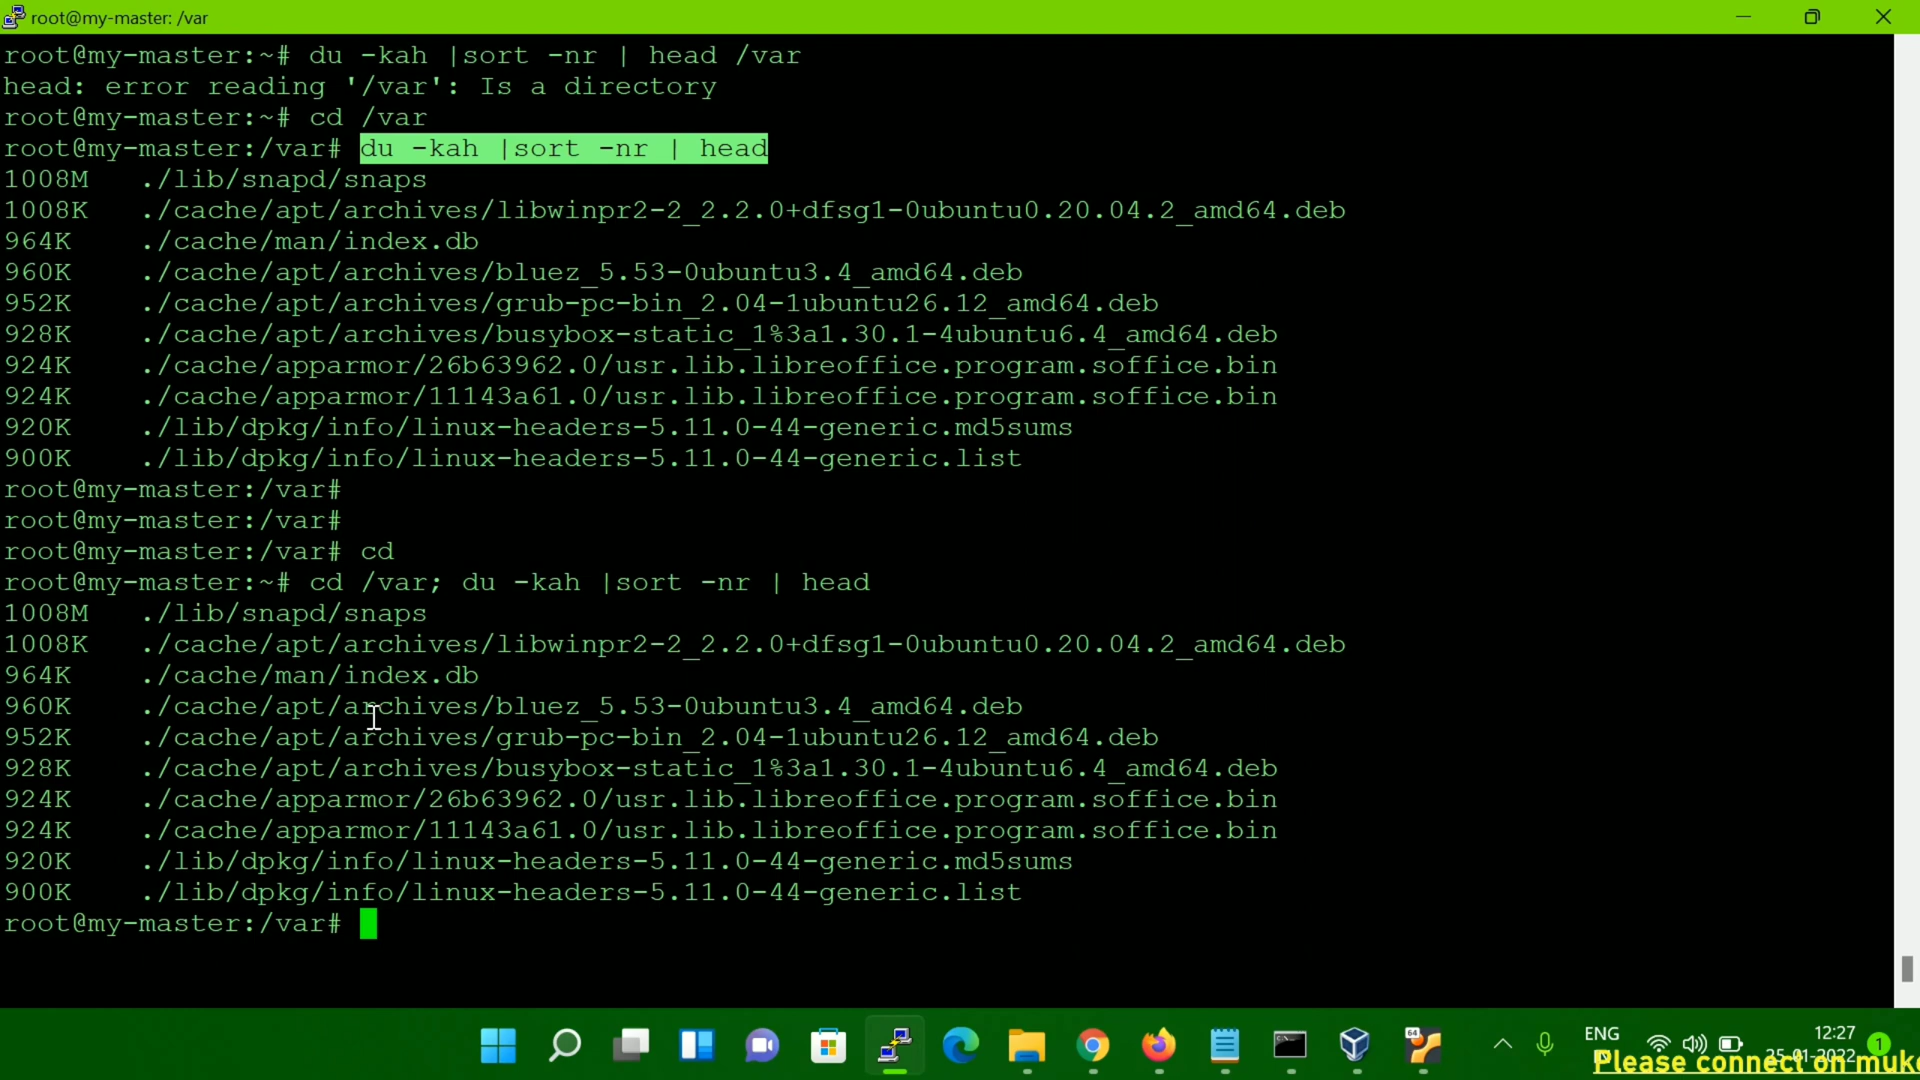 root@my-master: /var
root@my-master:~# du -kah |sort -nr | head /var
head: error reading '/var': Is a directory
root@my-master:~# cd /var
root@my-master:/var# du -kah |sort -nr | head
1008M ./lib/snapd/snaps
1008K ./cache/apt/archives/libwinpr2-2_2.2.0+dfsg1-0ubuntu0.20.04.2_amd64.deb
964K ./cache/man/index.db
960K ./cache/apt/archives/bluez_5.53-0ubuntu3.4_amd64.deb
952K ./cache/apt/archives/grub-pc-bin_2.04-1ubuntu26.12_amd64.deb
928K ./cache/apt/archives/busybox-static_1%3a1.30.1-4ubuntu6.4_amd64.deb
924K ./cache/apparmor/26b63962.0/usr.lib.libreoffice.program.soffice.bin
924K ./cache/apparmor/11143a61.0/usr.lib.libreoffice.program.soffice.bin
920K ./lib/dpkg/info/linux-headers-5.11.0-44-generic.md5sums
900K ./lib/dpkg/info/linux-headers-5.11.0-44-generic.list
root@my-master:/var#
root@my-master:/var#
root@my-master:/var# cd
root@my-master:~# cd /var; du -kah |sort -nr | head
1008M ./lib/snapd/snaps
1008K ./cache/apt/archives/libwinpr2-2_2.2.0+dfsg1-0ubuntu0.20.04.2_amd64.deb
964K ./cache/man/index.db
960K ./cache/apt/archives/bluez_5.53-0ubuntu3.4_amd64.deb
952K ./cache/apt/archives/grub-pc-bin_2.04-1ubuntu26.12_amd64.deb
928K ./cache/apt/archives/busybox-static_1%3a1.30.1-4ubuntu6.4_amd64.deb
924K ./cache/apparmor/26b63962.0/usr.lib.libreoffice.program.soffice.bin
924K ./cache/apparmor/11143a61.0/usr.lib.libreoffice.program.soffice.bin
920K ./lib/dpkg/info/linux-headers-5.11.0-44-generic.md5sums
900K ./lib/dpkg/info/linux-headers-5.11.0-44-generic.list
root@my-master:/var#
64
ENG
12:27
25-01-2022
1
Please connect on muke